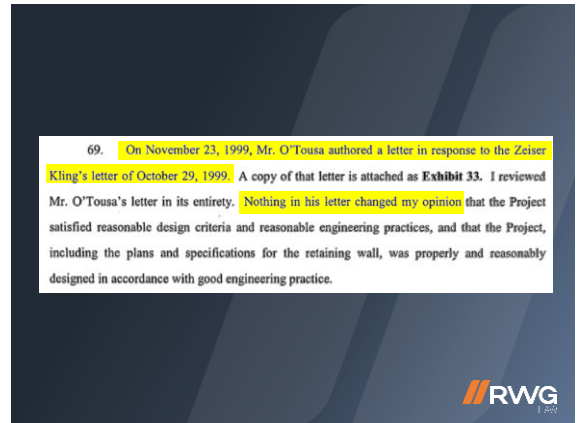 69. On November 23, 1999, Mr. O'Tousa authored a letter in response to the Zeiser
Kling's letter of October 29, 1999. A copy of that letter is attached as Exhibit 33. I reviewed
Mr. O'Tousa's letter in its entirety. Nothing in his letter changed my opinion that the Project
satisfied reasonable design criteria and reasonable engineering practices, and that the Project,
including the plans and specifications for the retaining wall, was properly and reasonably
designed in accordance with good engineering practice.
RWG
LAW